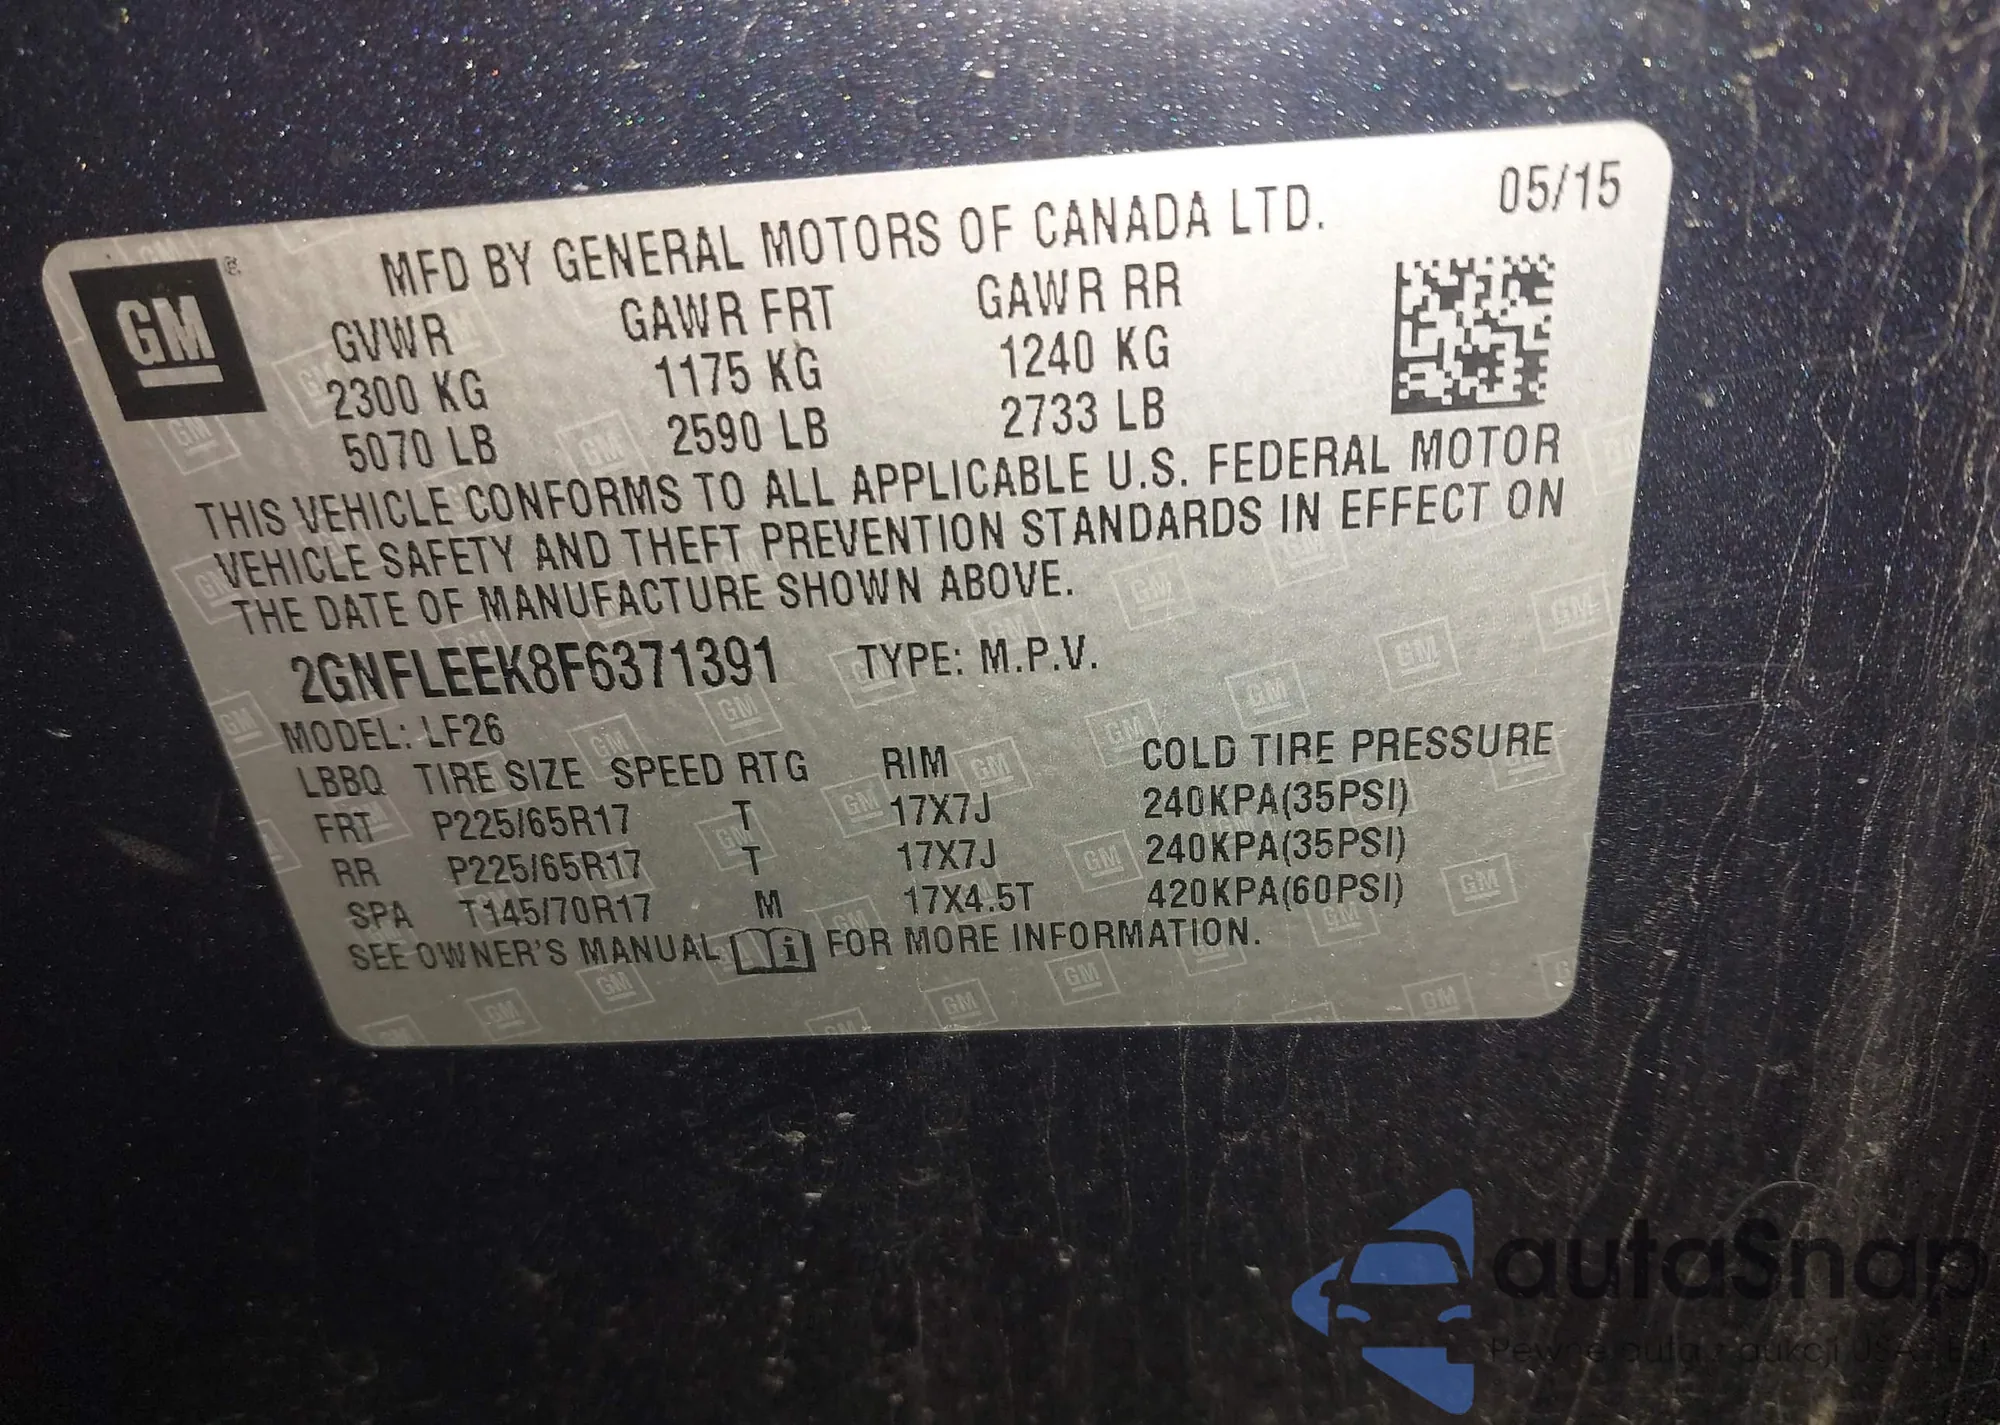 MFD BY GENERAL MOTORS OF CANADA LTD. 05/15
GM
GVWR GAWR FRT GAWR RR
2300 KG 1175 KG 1240 KG
5070 LB 2590 LB 2733 LB
THIS VEHICLE CONFORMS TO ALL APPLICABLE U.S. FEDERAL MOTOR
VEHICLE SAFETY AND THEFT PREVENTION STANDARDS IN EFFECT ON
THE DATE OF MANUFACTURE SHOWN ABOVE.
2GNFLEEK8F6371391 TYPE: M.P.V.
MODEL: LF26
LBBQ TIRE SIZE SPEED RTG RIM COLD TIRE PRESSURE
FRT P225/65R17 T 17X7J 240KPA(35PSI)
RR P225/65R17 T 17X7J 240KPA(35PSI)
SPA T145/70R17 M 17X4.5T 420KPA(60PSI)
SEE OWNER'S MANUAL i FOR MORE INFORMATION.
autaSnap
Pewne auta aukcji USA